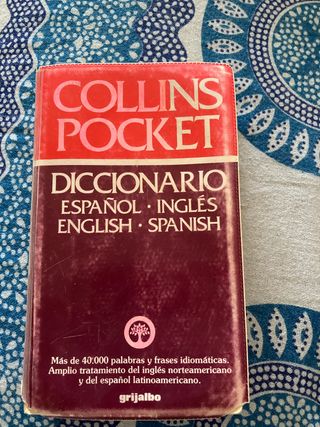 COLLINS
POCKET
DICCIONARIO
ESPAÑOL · INGLÉS
ENGLISH · SPANISH
Más de 40.000 palabras y frases idiomáticas.
Amplio tratamiento del inglés norteamericano
y del español latinoamericano.
grijalbo